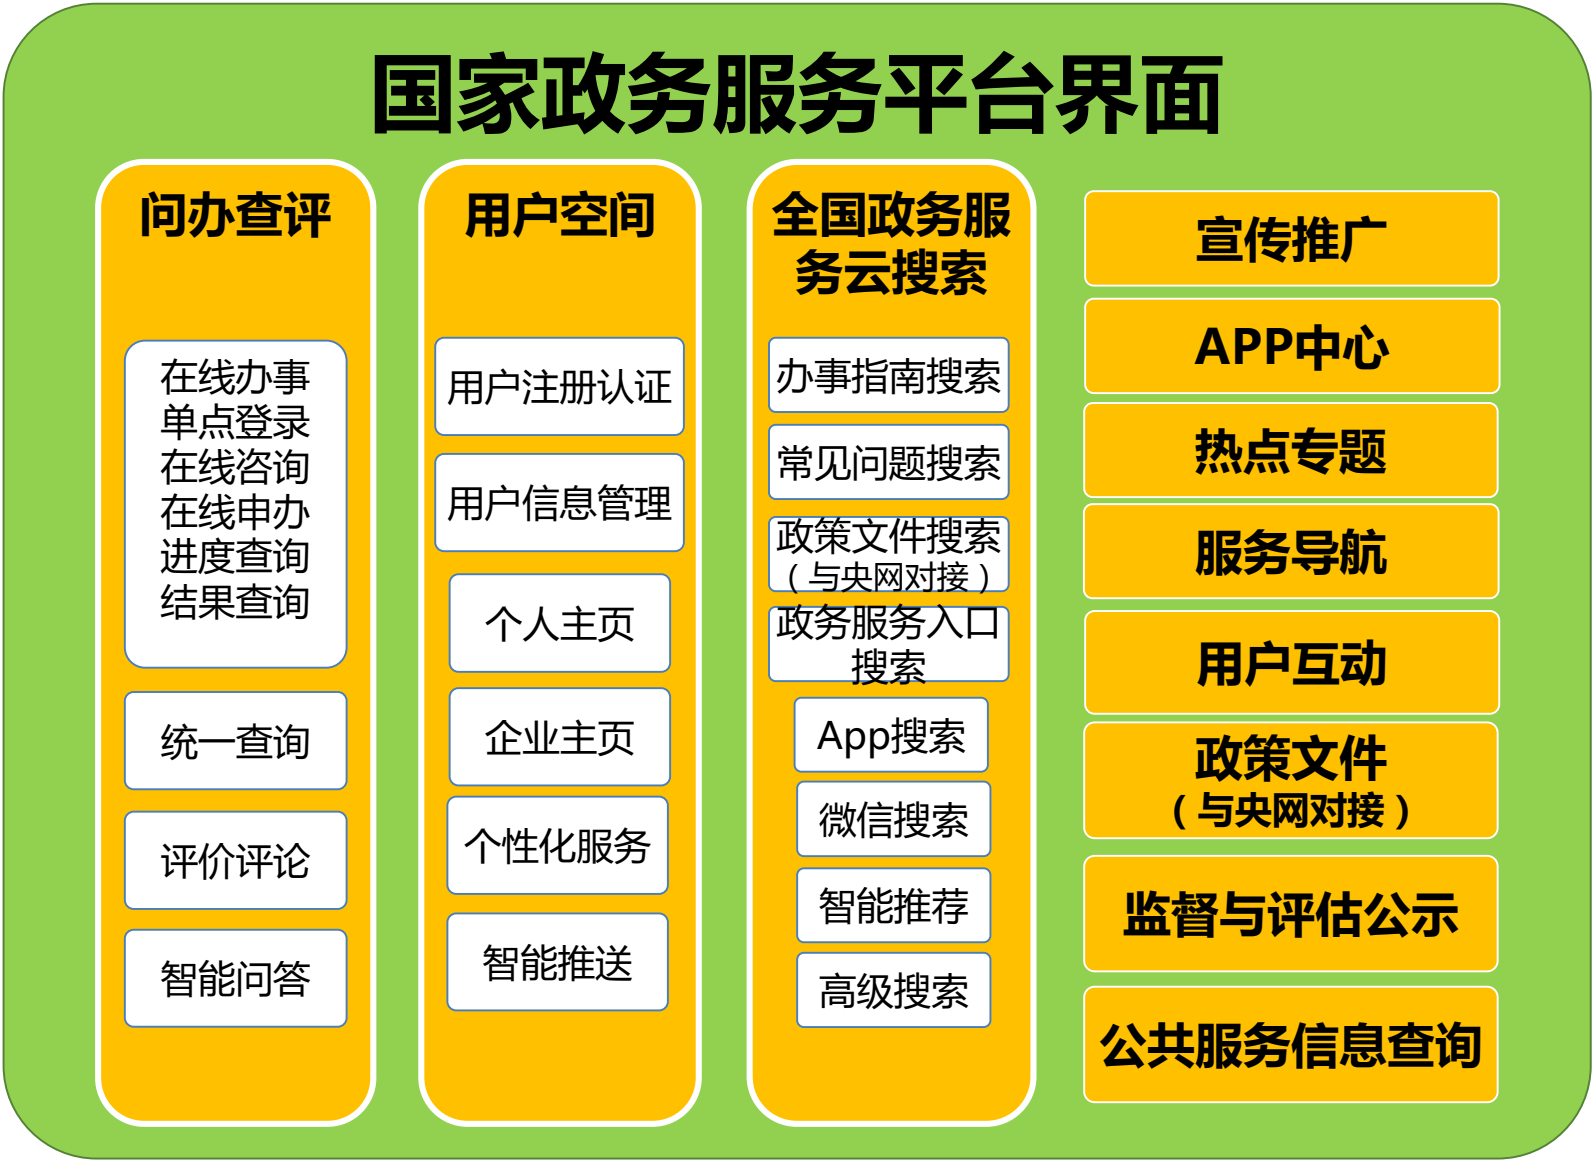 国家政务服务平台界面
问办查评
在线办事
单点登录
在线咨询
在线申办
进度查询
结果查询
统一查询
评价评论
智能问答
用户空间
用户注册认证
用户信息管理
个人主页
企业主页
个性化服务
智能推送
全国政务服
务云搜索
办事指南搜索
常见问题搜索
政策文件搜索
（与央网对接）
政务服务入口
搜索
App搜索
微信搜索
智能推荐
高级搜索
宣传推广
APP中心
热点专题
服务导航
用户互动
政策文件
（与央网对接）
监督与评估公示
公共服务信息查询